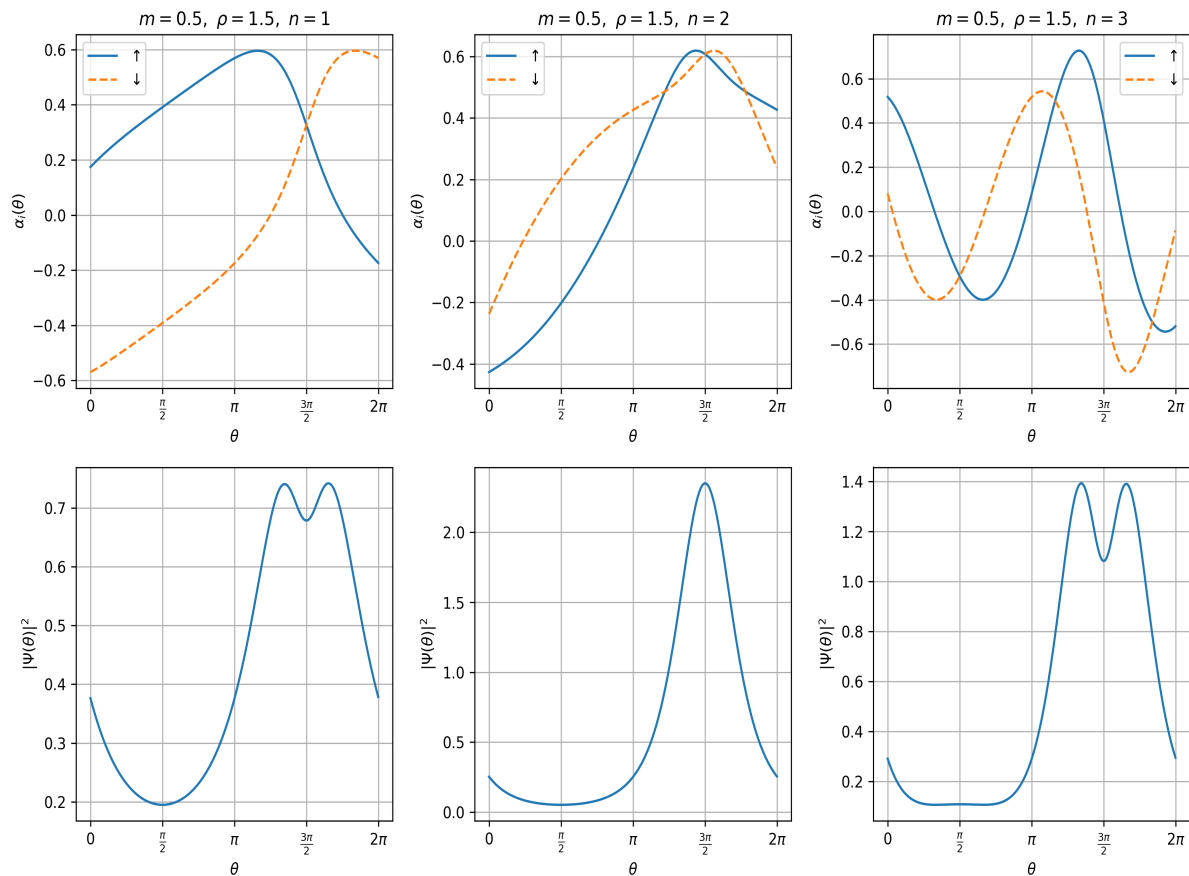 m = 0.5, ρ = 1.5, n = 1
↑
↓
0.6
0.4
0.2
0.0
−0.2
−0.4
−0.6
αᵢ(θ)
0 π/2 π 3π/2 2π
θ
m = 0.5, ρ = 1.5, n = 2
↑
↓
0.6
0.4
0.2
0.0
−0.2
−0.4
αᵢ(θ)
0 π/2 π 3π/2 2π
θ
m = 0.5, ρ = 1.5, n = 3
↑
↓
0.6
0.4
0.2
0.0
−0.2
−0.4
−0.6
αᵢ(θ)
0 π/2 π 3π/2 2π
θ
0.7
0.6
0.5
0.4
0.3
0.2
|Ψ(θ)|²
0 π/2 π 3π/2 2π
θ
2.0
1.5
1.0
0.5
0.0
|Ψ(θ)|²
0 π/2 π 3π/2 2π
θ
1.4
1.2
1.0
0.8
0.6
0.4
0.2
|Ψ(θ)|²
0 π/2 π 3π/2 2π
θ